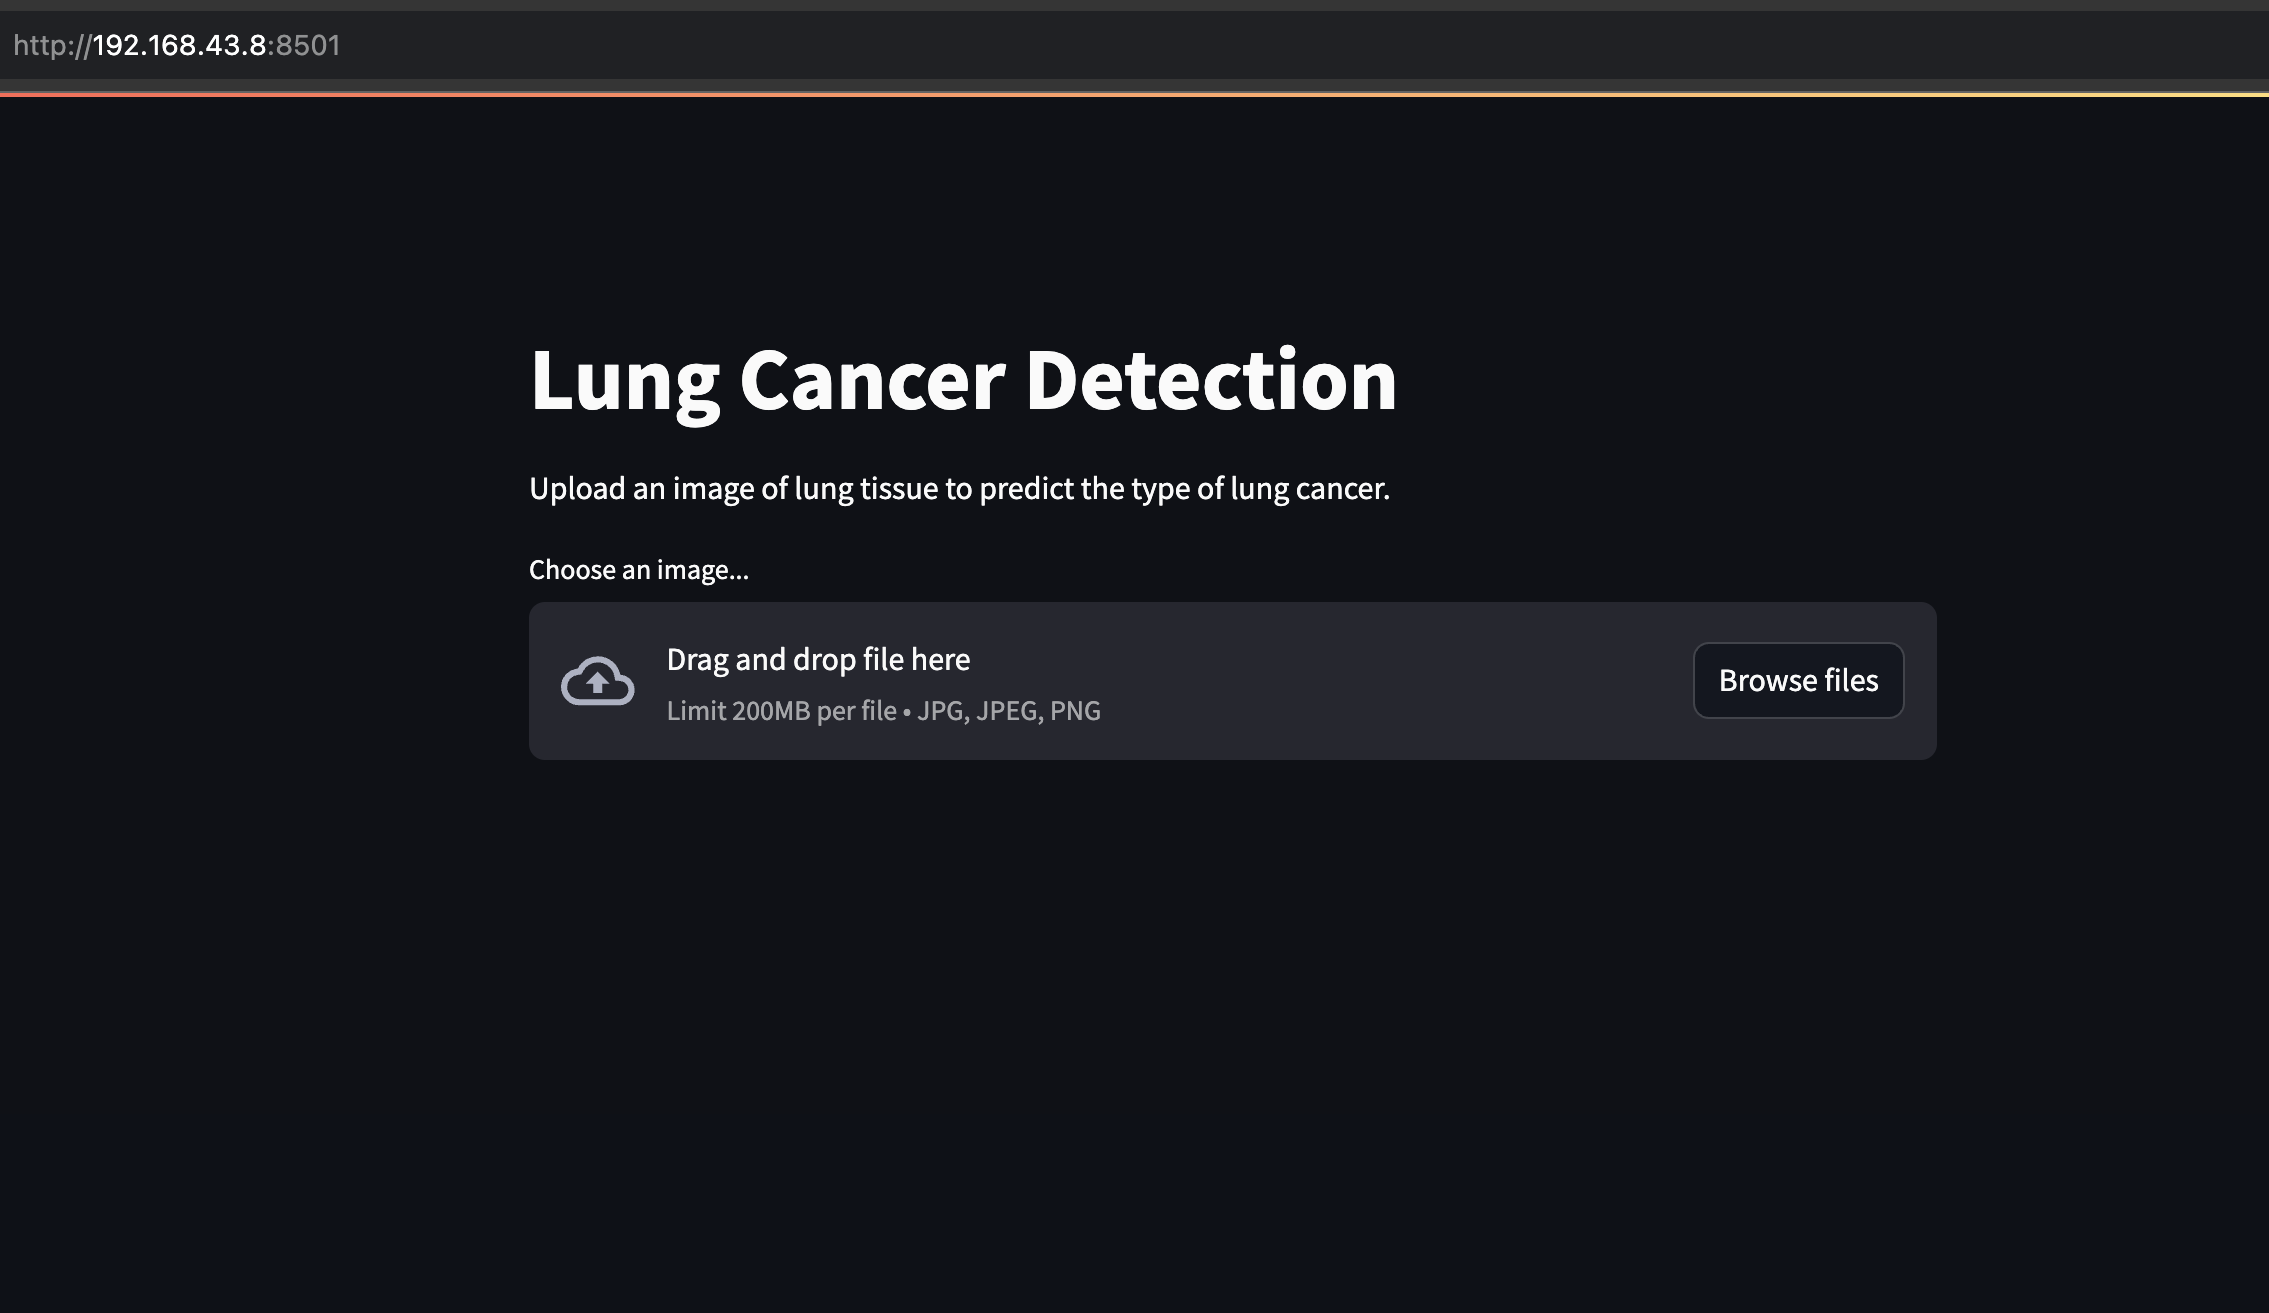 http://192.168.43.8:8501
Lung Cancer Detection
Upload an image of lung tissue to predict the type of lung cancer.
Choose an image...
Drag and drop file here
Limit 200MB per file • JPG, JPEG, PNG
Browse files